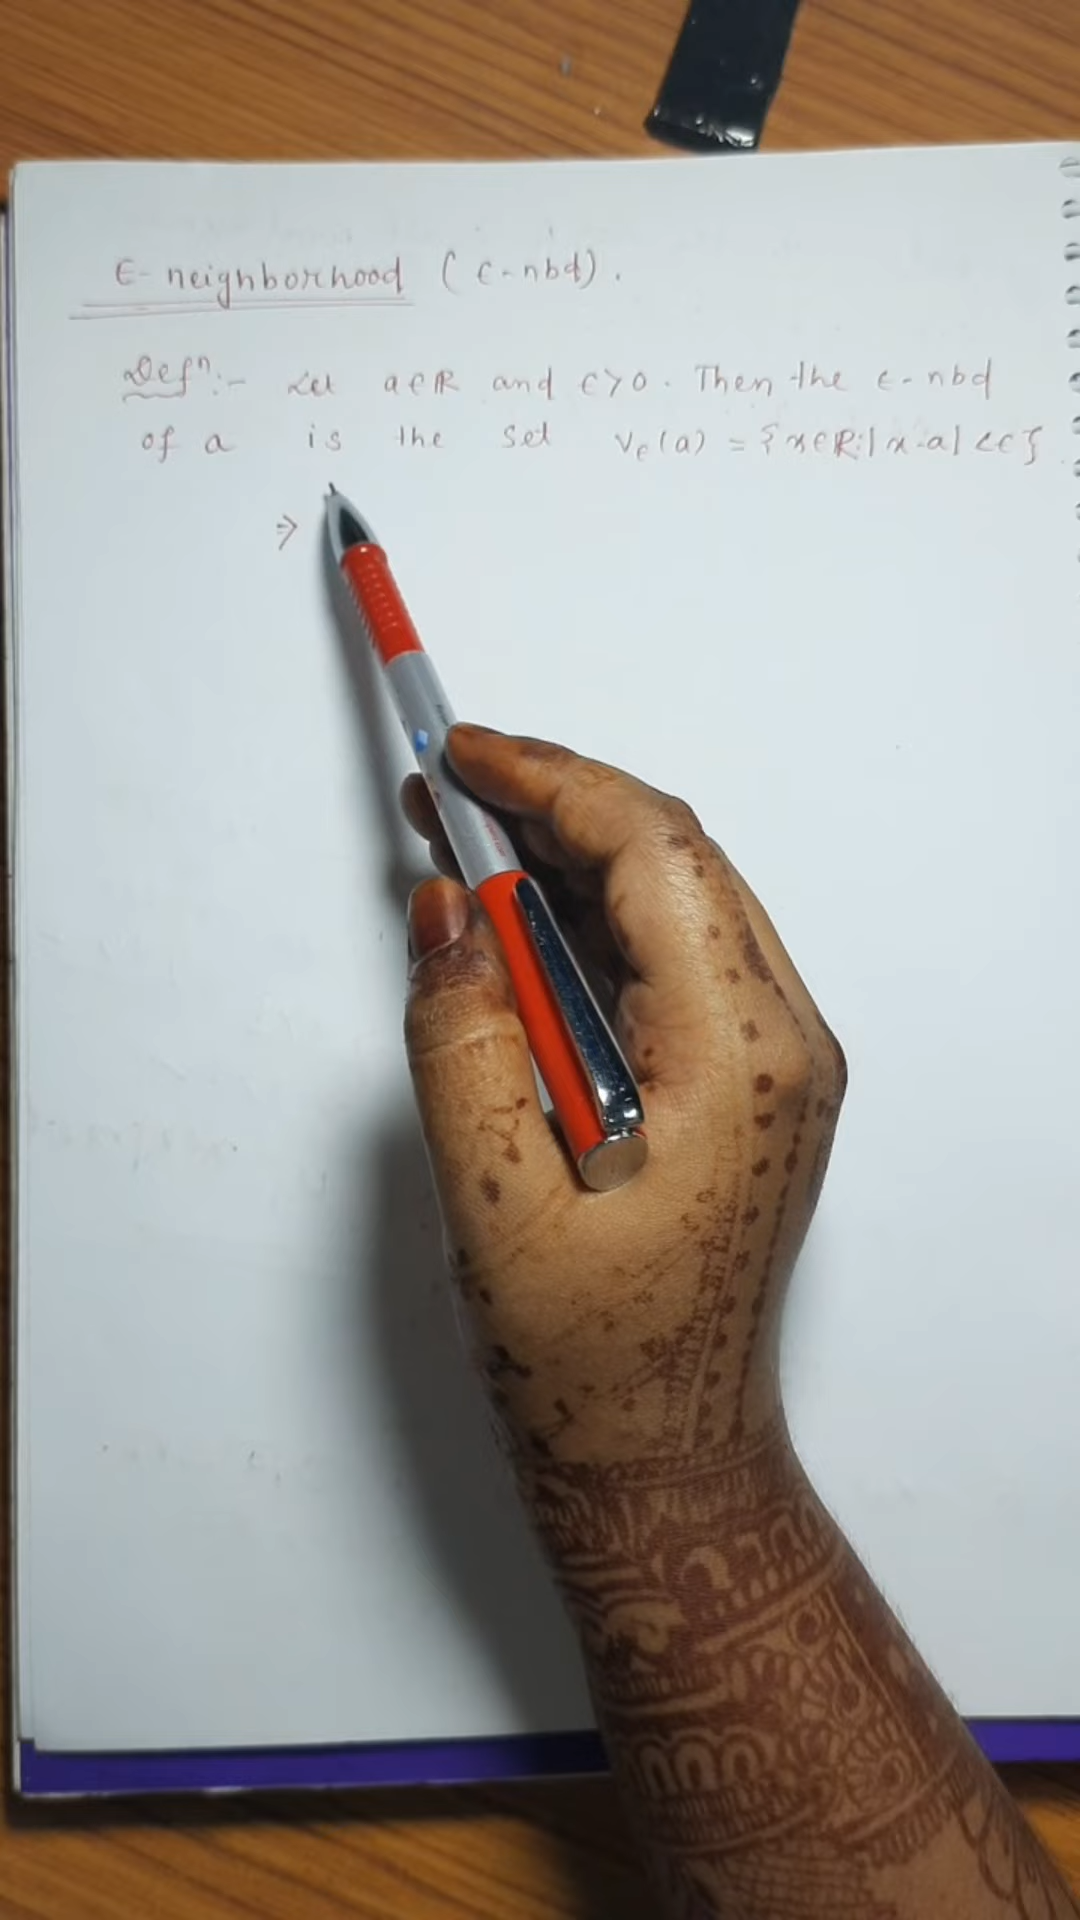 ϵ- neighborhood (ϵ-nbd).
Defⁿ:- Let a∈ℝ and ϵ>0. Then the ϵ-nbd
of a is the set Vϵ(a) = {x∈ℝ:|x-a|<ϵ}
⇒